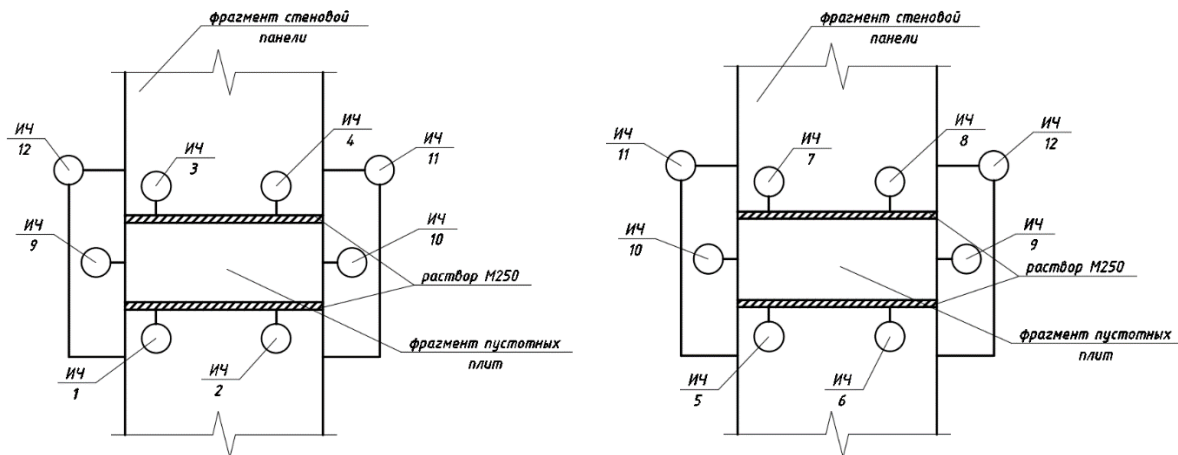 фрагмент стеновой
панели
ИЧ
12
ИЧ
3
ИЧ
4
ИЧ
11
ИЧ
9
ИЧ
10
раствор М250
фрагмент пустотных
плит
ИЧ
1
ИЧ
2
фрагмент стеновой
панели
ИЧ
11
ИЧ
7
ИЧ
8
ИЧ
12
ИЧ
10
ИЧ
9
раствор М250
фрагмент пустотных
плит
ИЧ
5
ИЧ
6